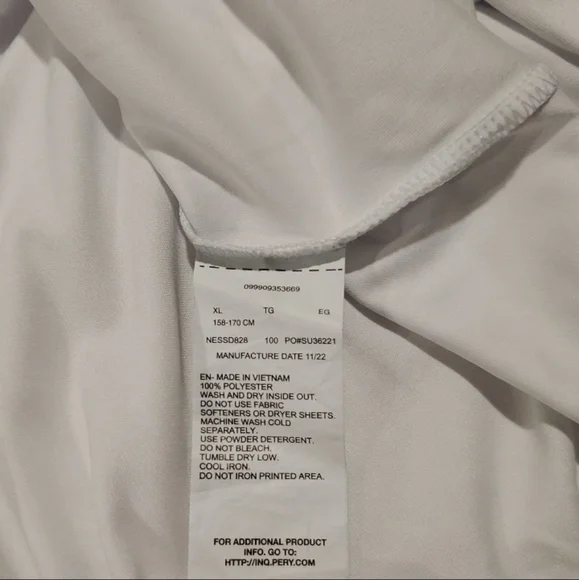 099909353669
XL TG EG
158-170 CM
NESSD828 100 PO#SU36221
MANUFACTURE DATE 11/22
EN- MADE IN VIETNAM
100% POLYESTER
WASH AND DRY INSIDE OUT.
DO NOT USE FABRIC
SOFTENERS OR DRYER SHEETS.
MACHINE WASH COLD
SEPARATELY.
USE POWDER DETERGENT.
DO NOT BLEACH.
TUMBLE DRY LOW.
COOL IRON.
DO NOT IRON PRINTED AREA.
FOR ADDITIONAL PRODUCT
INFO. GO TO:
HTTP://INQ.PERY.COM